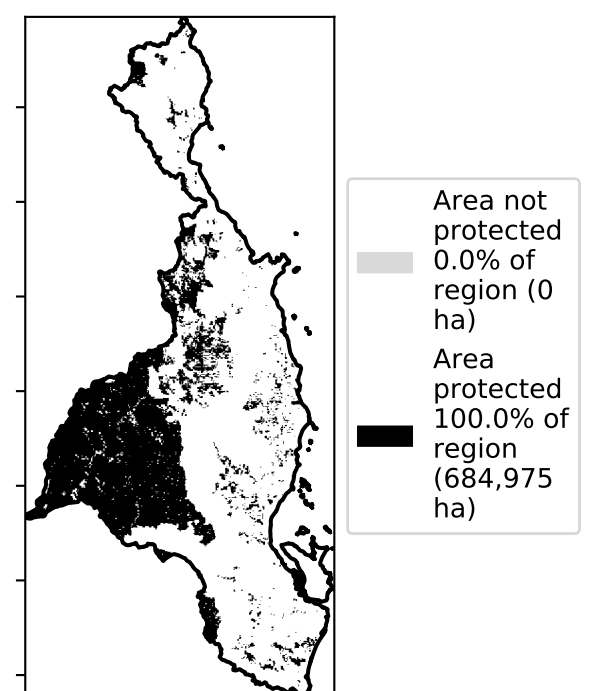 Area not
protected
0.0% of
region (0
ha)
Area
protected
100.0% of
region
(684,975
ha)